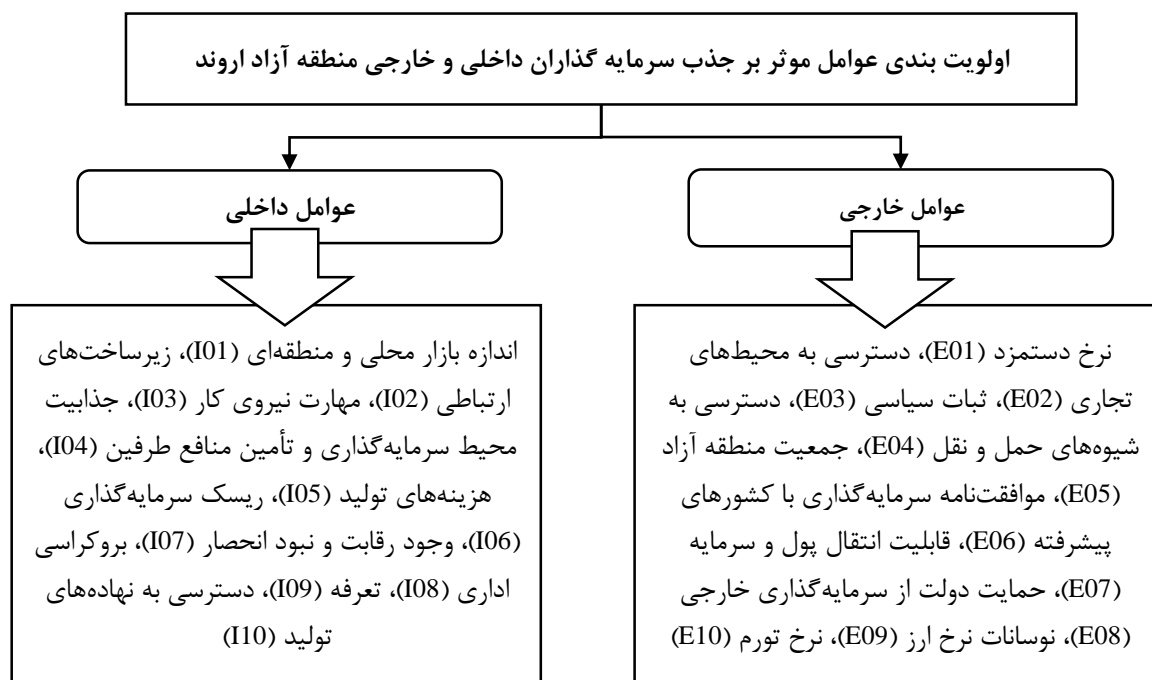 اولویت بندی عوامل موثر بر جذب سرمایه گذاران داخلی و خارجی منطقه آزاد اروند
عوامل خارجی
نرخ دستمزد (E01)، دسترسی به محیط‌های
تجاری (E02)، ثبات سیاسی (E03)، دسترسی به
شیوه‌های حمل و نقل (E04)، جمعیت منطقه آزاد
(E05)، موافقت‌نامه سرمایه‌گذاری با کشورهای
پیشرفته (E06)، قابلیت انتقال پول و سرمایه
(E07)، حمایت دولت از سرمایه‌گذاری خارجی
(E08)، نوسانات نرخ ارز (E09)، نرخ تورم (E10)
عوامل داخلی
اندازه بازار محلی و منطقه‌ای (I01)، زیرساخت‌های
ارتباطی (I02)، مهارت نیروی کار (I03)، جذابیت
محیط سرمایه‌گذاری و تأمین منافع طرفین (I04)،
هزینه‌های تولید (I05)، ریسک سرمایه‌گذاری
(I06)، وجود رقابت و نبود انحصار (I07)، بروکراسی
اداری (I08)، تعرفه (I09)، دسترسی به نهاده‌های
تولید (I10)